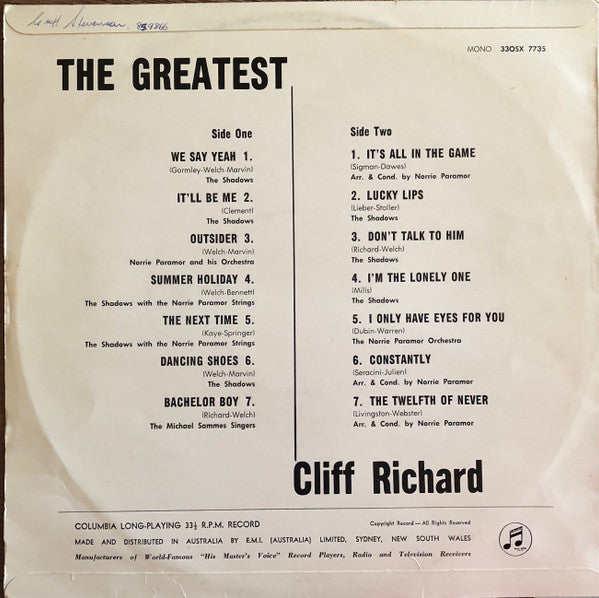 Geoff Stevenson. 859866
MONO 33OSX 7735
THE GREATEST
Side One
WE SAY YEAH 1.
(Gormley-Welch-Marvin)
The Shadows
IT'LL BE ME 2.
(Clement)
The Shadows
OUTSIDER 3.
(Welch-Marvin)
Norrie Paramor and his Orchestra
SUMMER HOLIDAY 4.
(Welch-Bennett)
The Shadows with the Norrie Paramor Strings
THE NEXT TIME 5.
(Kaye-Springer)
The Shadows with the Norrie Paramor Strings
DANCING SHOES 6.
(Welch-Marvin)
The Shadows
BACHELOR BOY 7.
(Richard-Welch)
The Michael Sammes Singers
Side Two
1. IT'S ALL IN THE GAME
(Sigman-Dawes)
Arr. & Cond. by Norrie Paramor
2. LUCKY LIPS
(Lieber-Stoller)
The Shadows
3. DON'T TALK TO HIM
(Richard-Welch)
The Shadows
4. I'M THE LONELY ONE
(Mills)
The Shadows
5. I ONLY HAVE EYES FOR YOU
(Dubin-Warren)
The Norrie Paramor Orchestra
6. CONSTANTLY
(Seracini-Julien)
Arr. & Cond. by Norrie Paramor
7. THE TWELFTH OF NEVER
(Livingston-Webster)
Arr. & Cond. by Norrie Paramor
Cliff Richard
COLUMBIA LONG-PLAYING 33⅓ R.P.M. RECORD
Copyright Record — All Rights Reserved
MADE AND DISTRIBUTED IN AUSTRALIA BY E.M.I. (AUSTRALIA) LIMITED, SYDNEY, NEW SOUTH WALES
Manufacturers of World-Famous "His Master's Voice" Record Players, Radio and Television Receivers